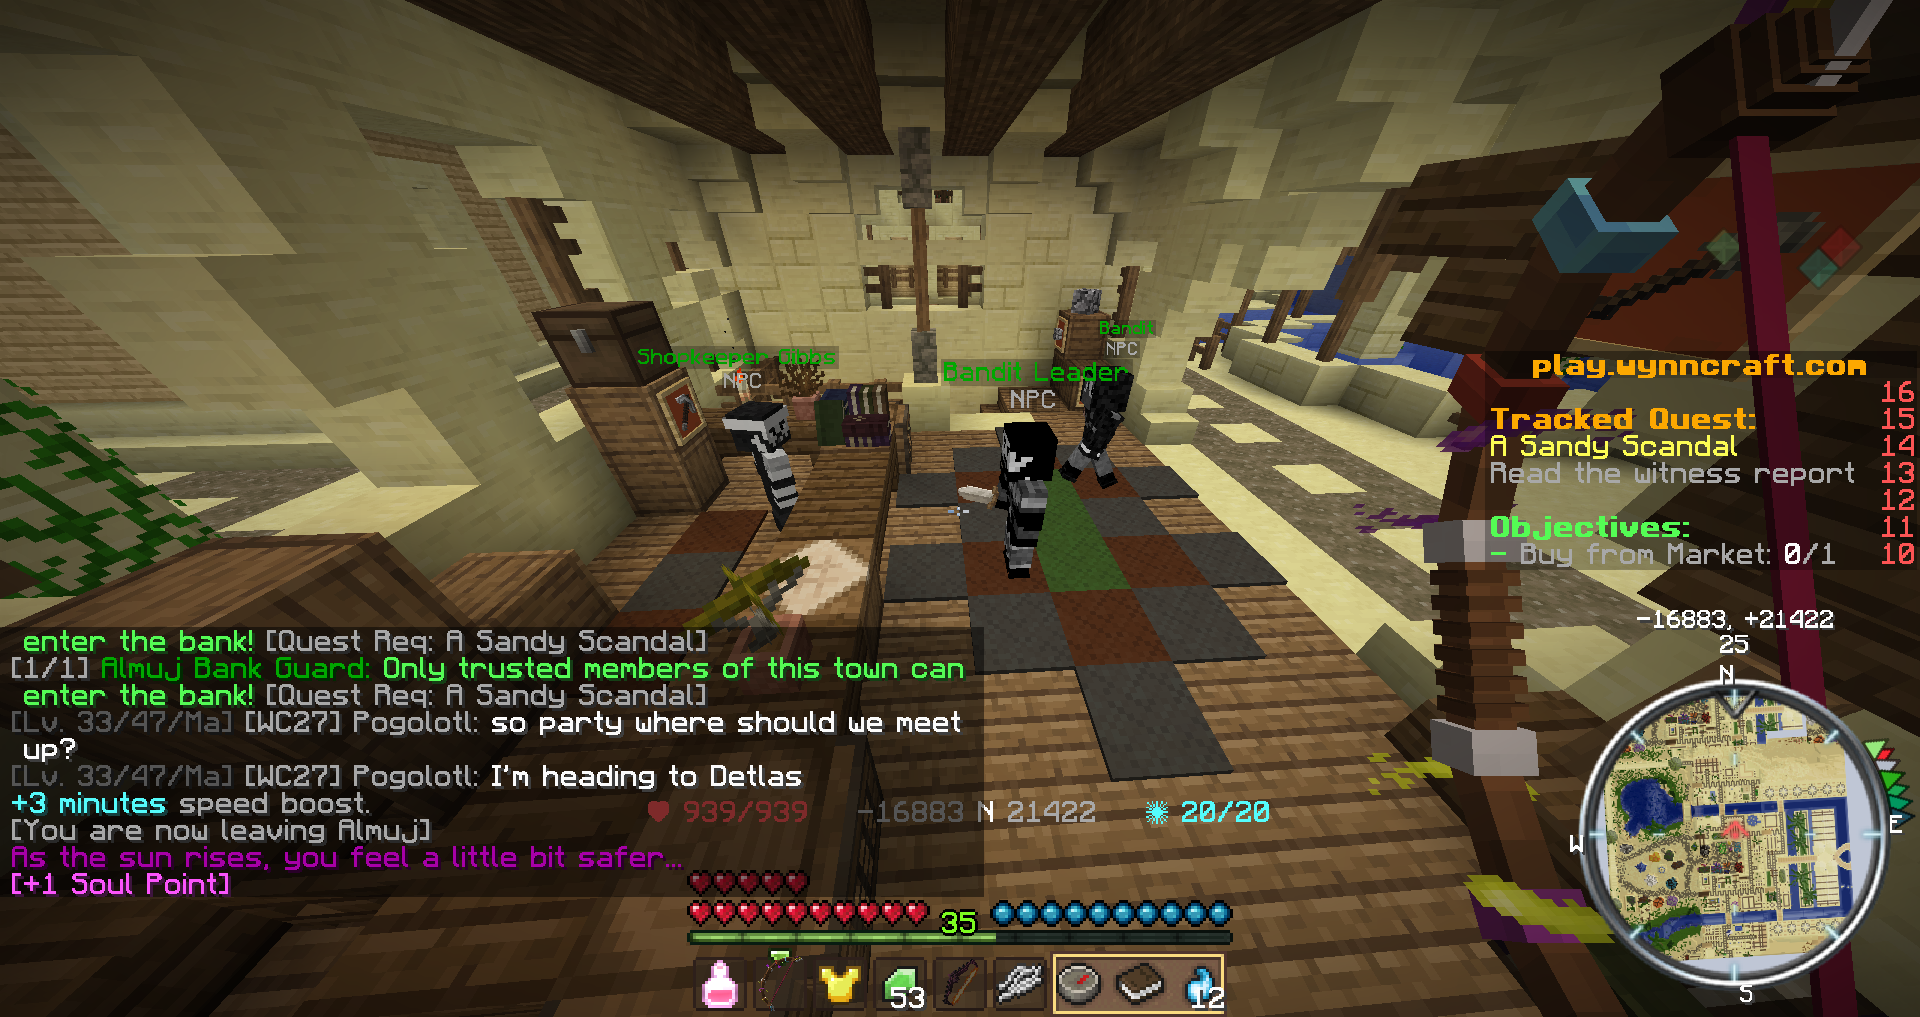 Shopkeeper Gibbs
NPC
Bandit
NPC
Bandit Leader
NPC
play.wynncraft.com
16
Tracked Quest: 15
A Sandy Scandal 14
Read the witness report 13
12
Objectives: 11
- Buy from Market: 0/1 10
-16883, +21422
25
N
W
E
S
enter the bank! [Quest Req: A Sandy Scandal]
[1/1] Almuj Bank Guard: Only trusted members of this town can
enter the bank! [Quest Req: A Sandy Scandal]
[Lv. 33/47/Ma] [WC27] Pogolotl: so party where should we meet
up?
[Lv. 33/47/Ma] [WC27] Pogolotl: I'm heading to Detlas
+3 minutes speed boost.
[You are now leaving Almuj]
As the sun rises, you feel a little bit safer...
[+1 Soul Point]
939/939 -16883 N 21422 20/20
35
53
12